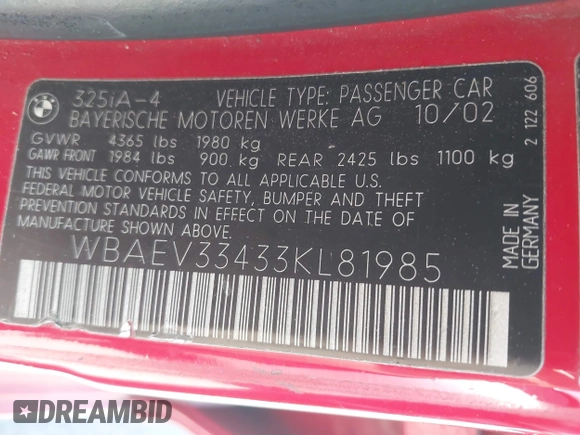 325iA-4 VEHICLE TYPE: PASSENGER CAR
BAYERISCHE MOTOREN WERKE AG 10/02
GVWR 4365 lbs 1980 kg
GAWR FRONT 1984 lbs 900 kg REAR 2425 lbs 1100 kg
THIS VEHICLE CONFORMS TO ALL APPLICABLE U.S.
FEDERAL MOTOR VEHICLE SAFETY, BUMPER AND THEFT
PREVENTION STANDARDS IN EFFECT ON THE DATE OF
MANUFACTURE SHOWN ABOVE.
WBAEV33433KL81985
MADE IN
GERMANY
2 122 606
DREAMBID